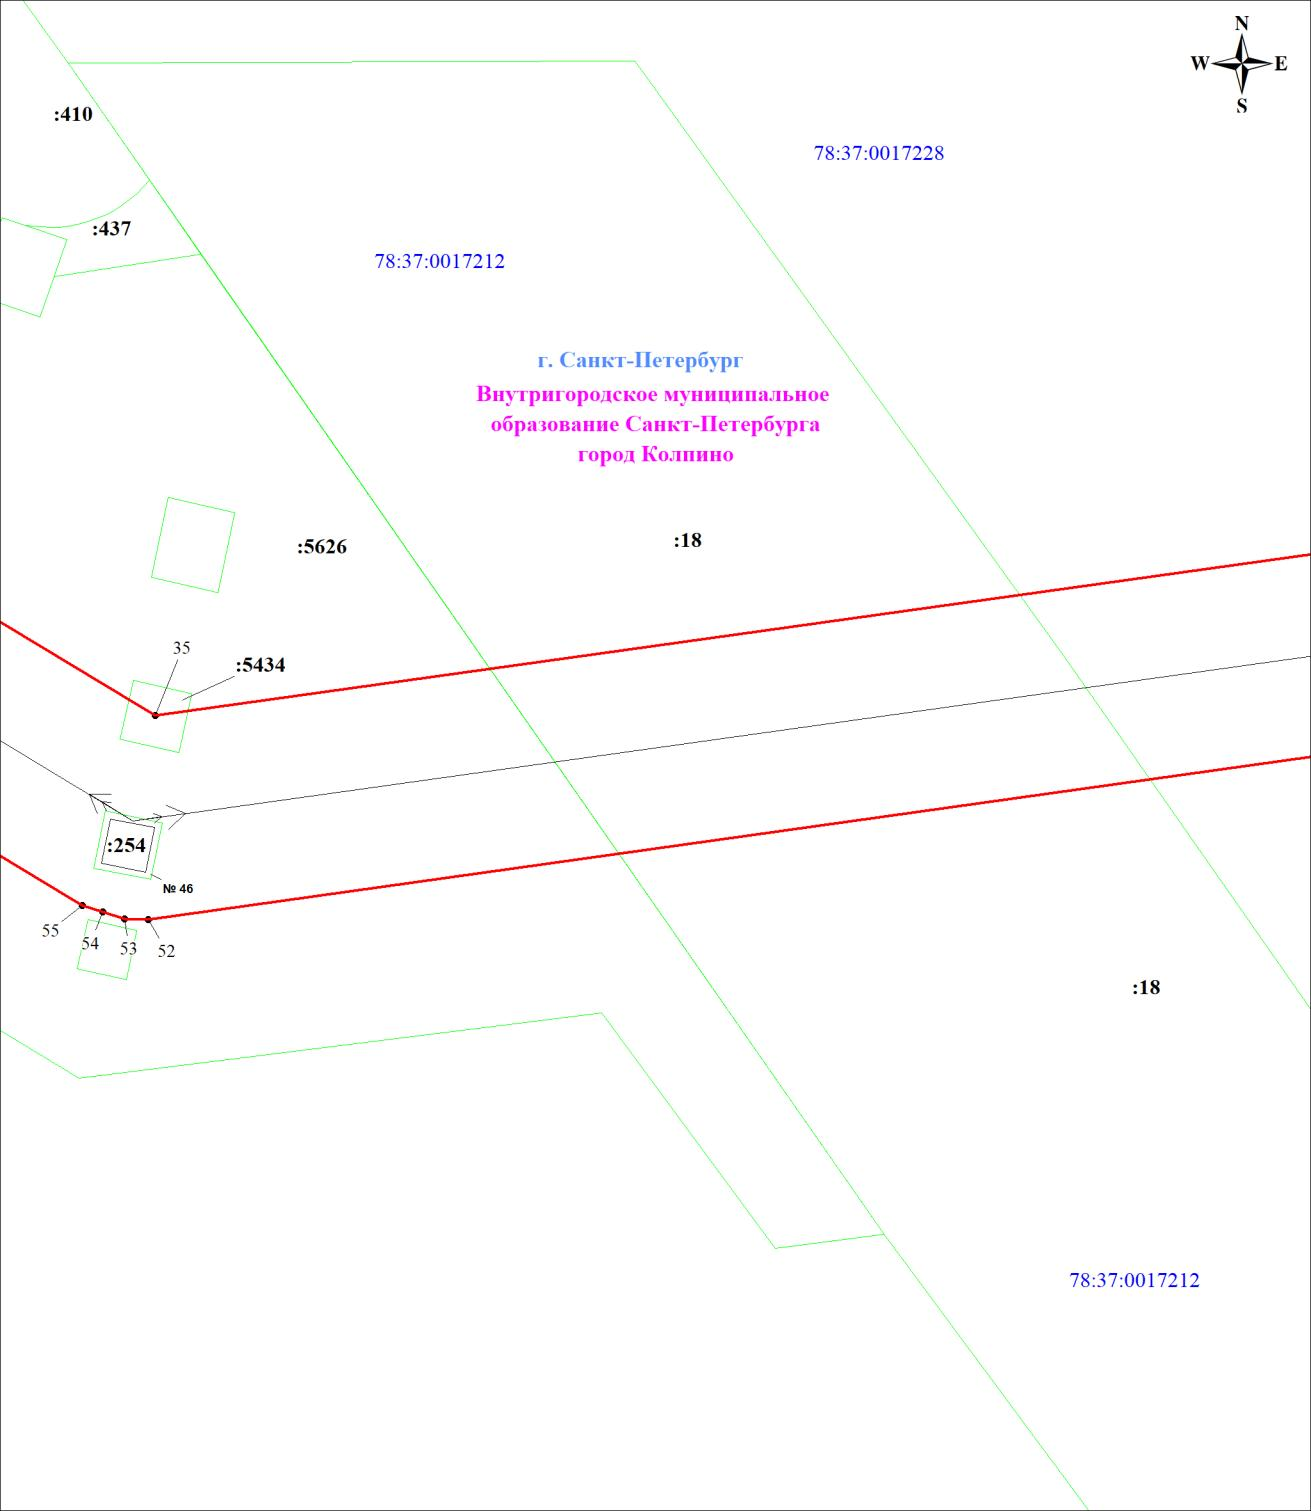 N
W E
S
:410
78:37:0017228
:437
78:37:0017212
г. Санкт-Петербург
Внутригородское муниципальное
образование Санкт-Петербурга
город Колпино
:18
:5626
35
:5434
:254
№ 46
55
54
53
52
:18
78:37:0017212